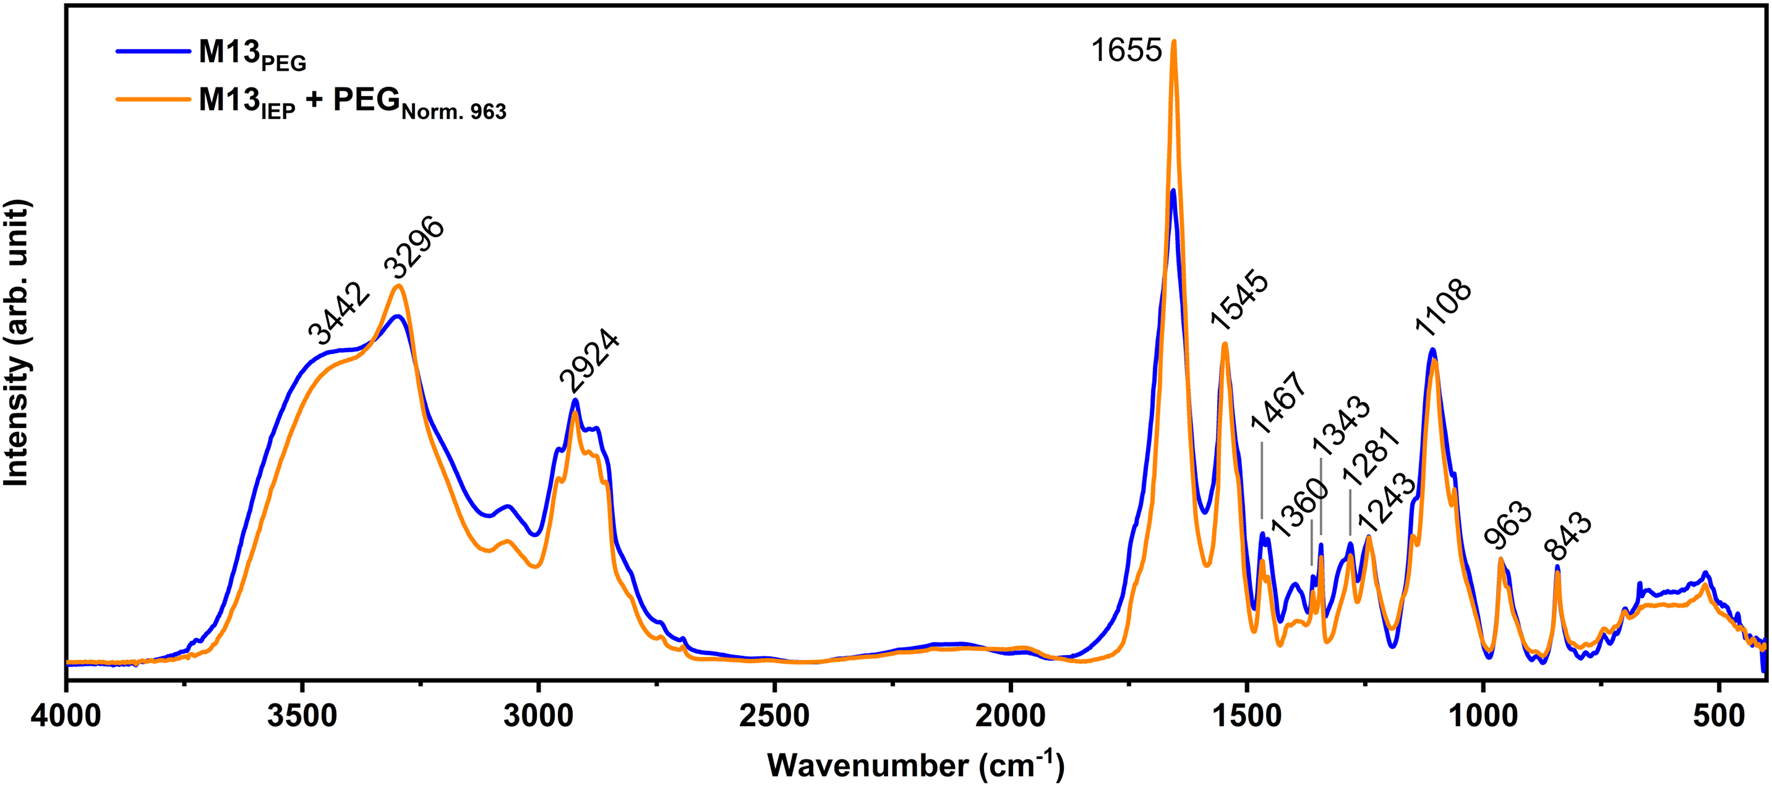 M13PEG
M13IEP + PEGNorm. 963
Intensity (arb. unit)
3442
3296
2924
1655
1545
1467
1360
1343
1281
1243
1108
963
843
4000 3500 3000 2500 2000 1500 1000 500
Wavenumber (cm-1)